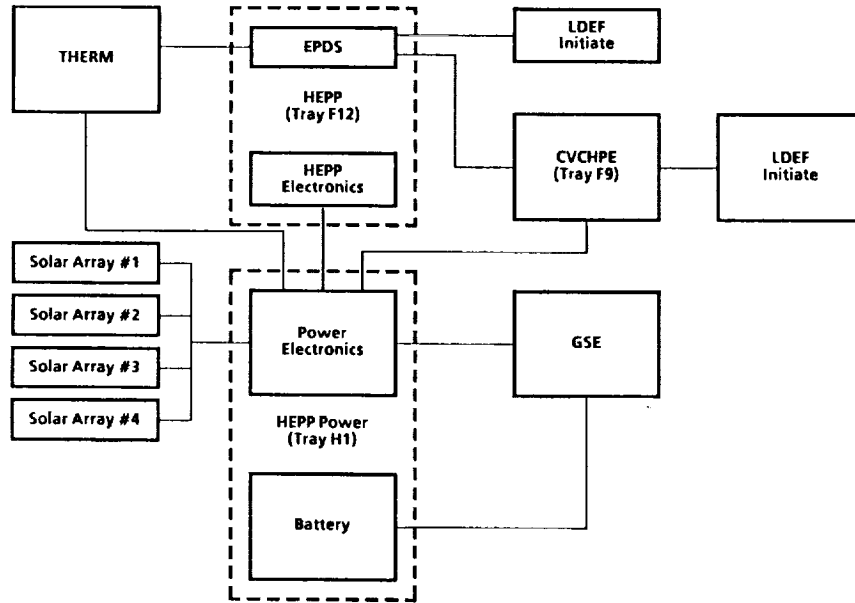 THERM
EPDS
LDEF
Initiate
HEPP
(Tray F12)
HEPP
Electronics
CVCHPE
(Tray F9)
LDEF
Initiate
Solar Array #1
Solar Array #2
Solar Array #3
Solar Array #4
Power
Electronics
GSE
HEPP Power
(Tray H1)
Battery